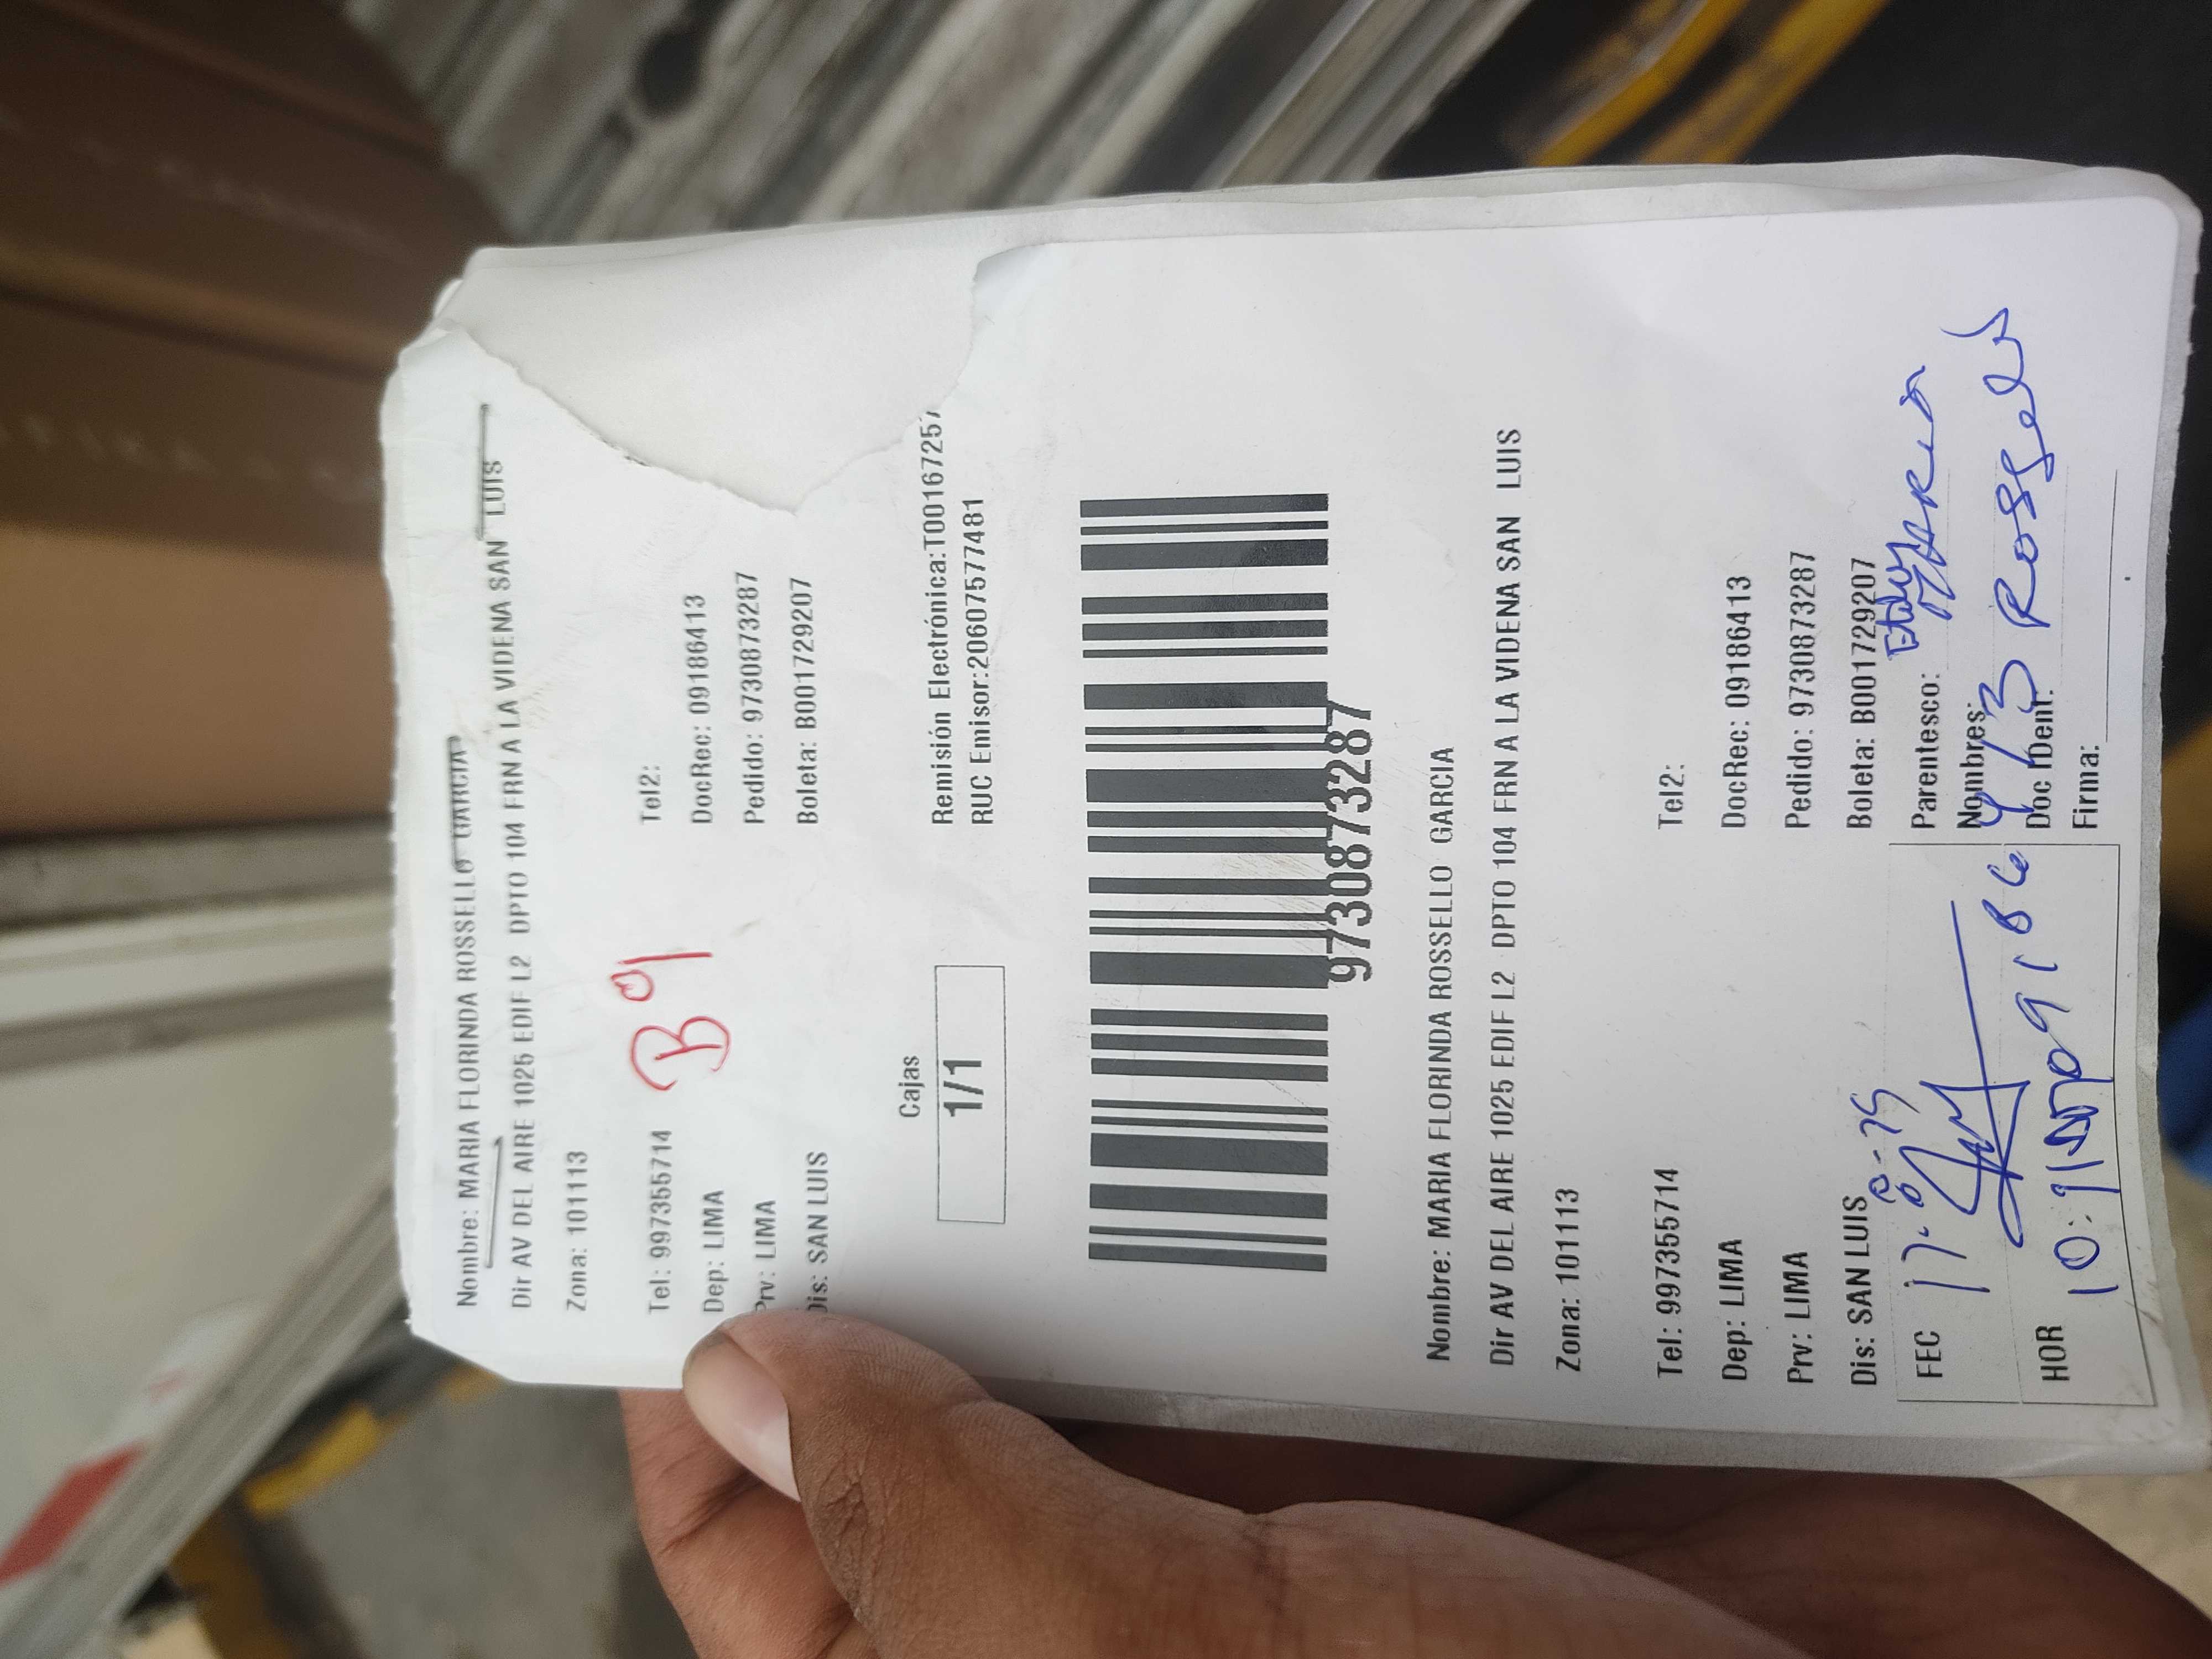 Nombre: MARIA FLORINDA ROSSELLO GARCIA
Dir AV DEL AIRE 1025 EDIF L2 DPTO 104 FRN A LA VIDENA SAN LUIS
Zona: 101113
Tel: 997355714 Tel2:
B9
Dep: LIMA DocRec: 09186413
Prv: LIMA Pedido: 9730873287
Dis: SAN LUIS Boleta: B001729207
Cajas
1/1
Remisión Electrónica:T00167257
RUC Emisor:20607577481
9730873287
Nombre: MARIA FLORINDA ROSSELLO GARCIA
Dir AV DEL AIRE 1025 EDIF L2 DPTO 104 FRN A LA VIDENA SAN LUIS
Zona: 101113
Tel: 997355714 Tel2:
Dep: LIMA DocRec: 09186413
Prv: LIMA Pedido: 9730873287
Dis: SAN LUIS Boleta: B001729207
FEC Parentesco:
Nombres: MARIA
HOR Doc Ident:
Firma: